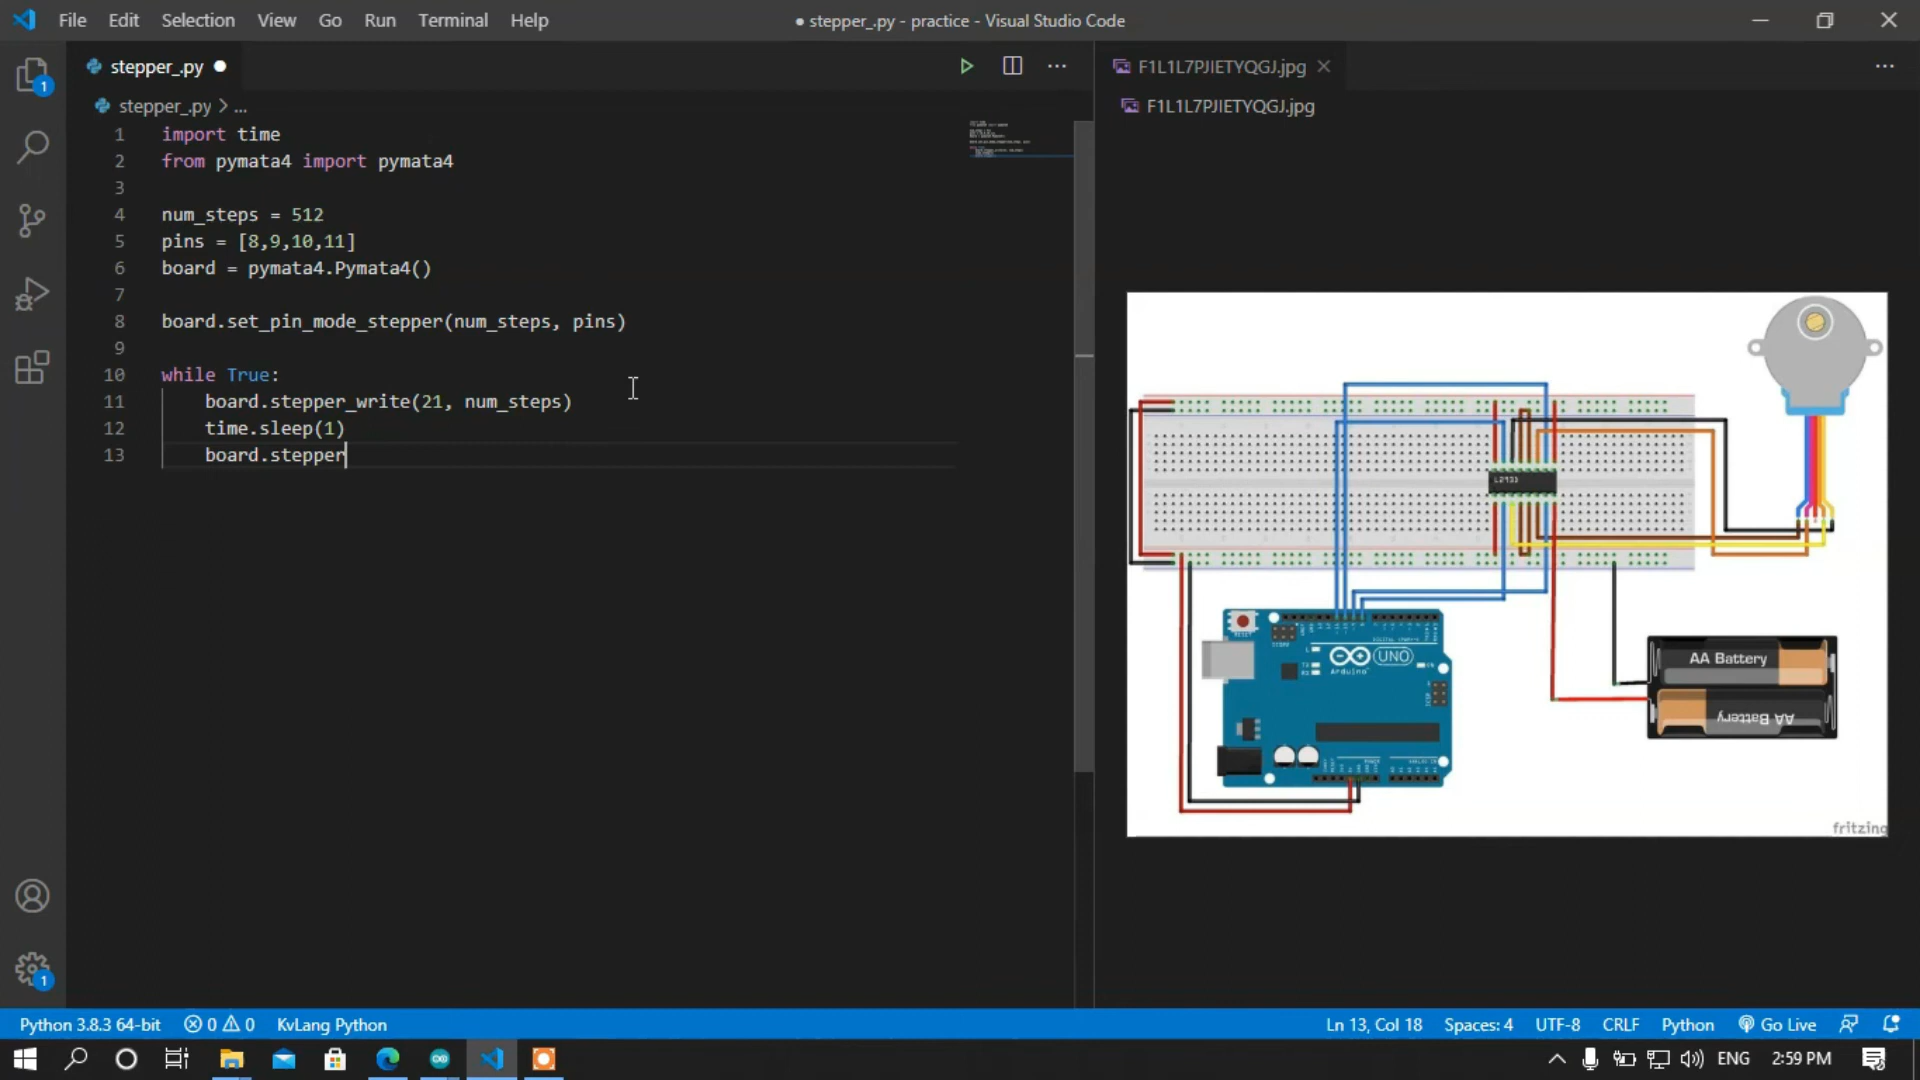 File Edit Selection View Go Run Terminal Help
● stepper_.py - practice - Visual Studio Code
stepper_.py
F1L1L7PJIETYQGJ.jpg
stepper_.py > ...
F1L1L7PJIETYQGJ.jpg
1 import time
2 from pymata4 import pymata4
3
4 num_steps = 512
5 pins = [8,9,10,11]
6 board = pymata4.Pymata4()
7
8 board.set_pin_mode_stepper(num_steps, pins)
9
10 while True:
11 board.stepper_write(21, num_steps)
12 time.sleep(1)
13 board.stepper
1
L293D
RESET
UNO
Arduino
AA Battery
AA Battery
fritzing
1
Python 3.8.3 64-bit 0 0 KvLang Python
Ln 13, Col 18 Spaces: 4 UTF-8 CRLF Python Go Live
ENG 2:59 PM